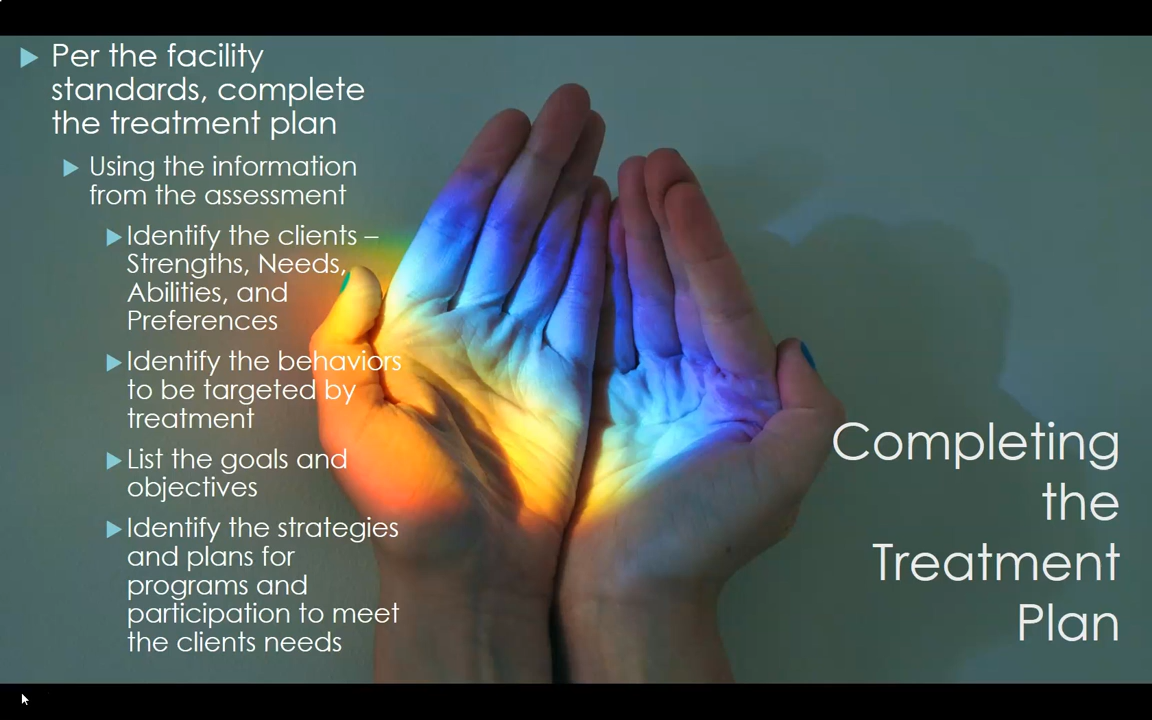 Per the facility
standards, complete
the treatment plan
Using the information
from the assessment
Identify the clients –
Strengths, Needs,
Abilities, and
Preferences
Identify the behaviors
to be targeted by
treatment
List the goals and
objectives
Identify the strategies
and plans for
programs and
participation to meet
the clients needs
Completing
the
Treatment
Plan